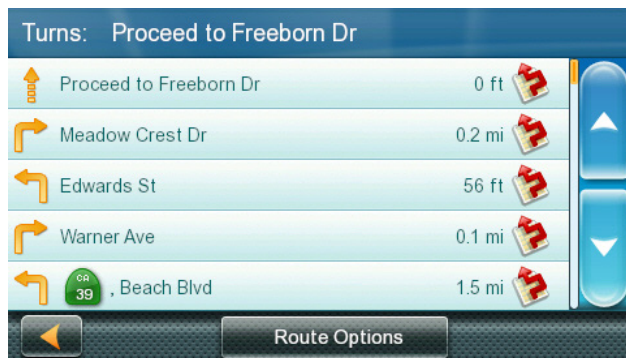 Turns: Proceed to Freeborn Dr
Proceed to Freeborn Dr 0 ft
Meadow Crest Dr 0.2 mi
Edwards St 56 ft
Warner Ave 0.1 mi
CA 39 , Beach Blvd 1.5 mi
Route Options